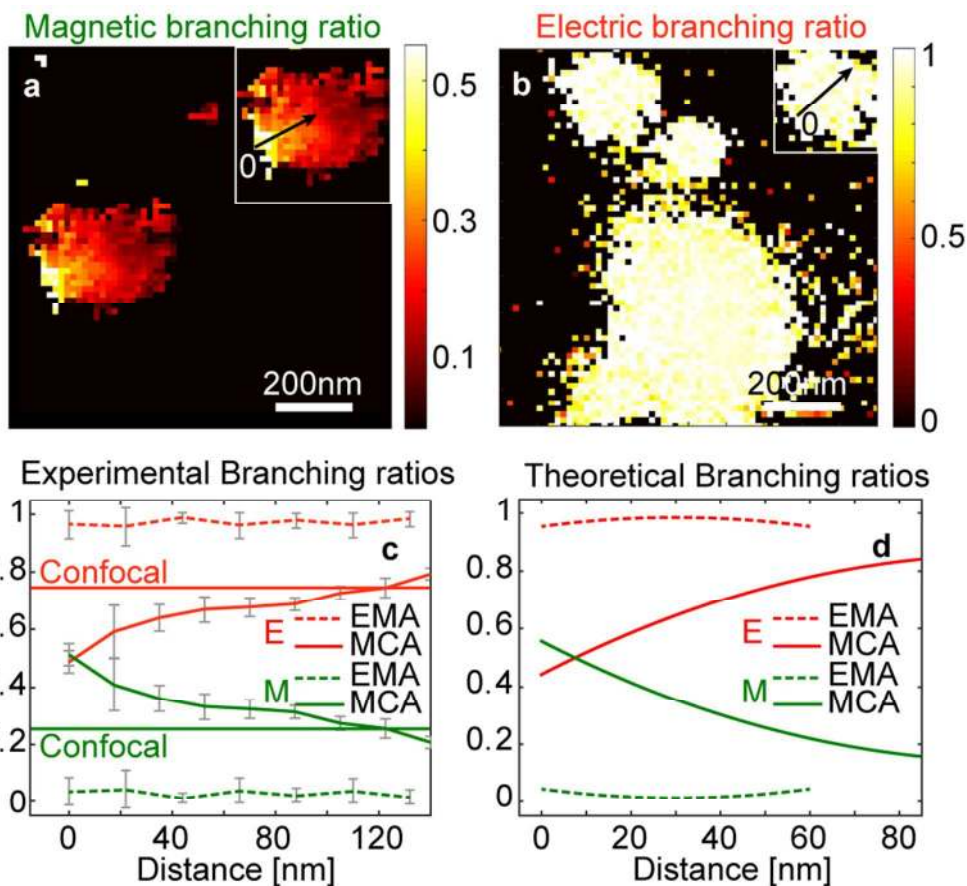 Magnetic branching ratio
Electric branching ratio
a
0
200nm
0.5
0.3
0.1
b
0
200nm
1
0.5
0
Experimental Branching ratios
Theoretical Branching ratios
1
.8
.6
.4
.2
0
Confocal
c
E
EMA
MCA
M
EMA
MCA
Confocal
0 40 80 120
Distance [nm]
1
0.8
0.6
0.4
0.2
0
d
E
EMA
MCA
M
EMA
MCA
0 20 40 60 80
Distance [nm]